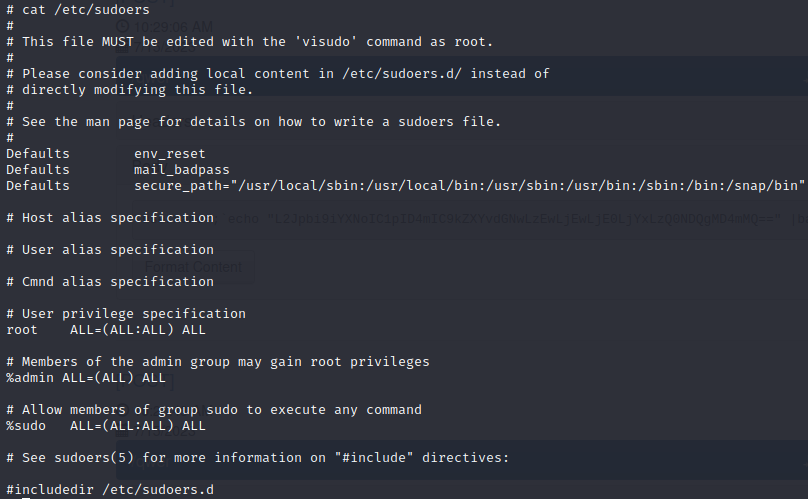 # cat /etc/sudoers
#
# This file MUST be edited with the 'visudo' command as root.
#
# Please consider adding local content in /etc/sudoers.d/ instead of
# directly modifying this file.
#
# See the man page for details on how to write a sudoers file.
#
Defaults        env_reset
Defaults        mail_badpass
Defaults        secure_path="/usr/local/sbin:/usr/local/bin:/usr/sbin:/usr/bin:/sbin:/bin:/snap/bin"
# Host alias specification
# User alias specification
# Cmnd alias specification
Format Content
# User privilege specification
root    ALL=(ALL:ALL) ALL
# Members of the admin group may gain root privileges
%admin ALL=(ALL) ALL
# Allow members of group sudo to execute any command
%sudo   ALL=(ALL:ALL) ALL
# See sudoers(5) for more information on "#include" directives:
#includedir /etc/sudoers.d